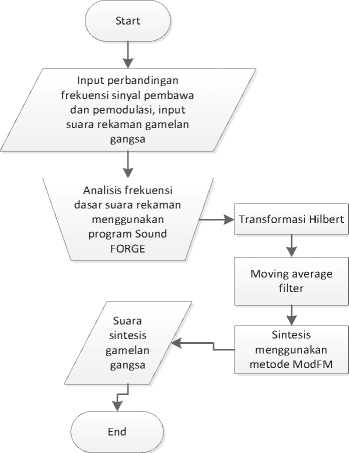 Start
Input perbandingan
frekuensi sinyal pembawa
dan pemodulasi, input
suara rekaman gamelan
gangsa
Analisis frekuensi
dasar suara rekaman
menggunakan
program Sound
FORGE
Transformasi Hilbert
Moving average
filter
Sintesis
menggunakan
metode ModFM
Suara
sintesis
gamelan
gangsa
End